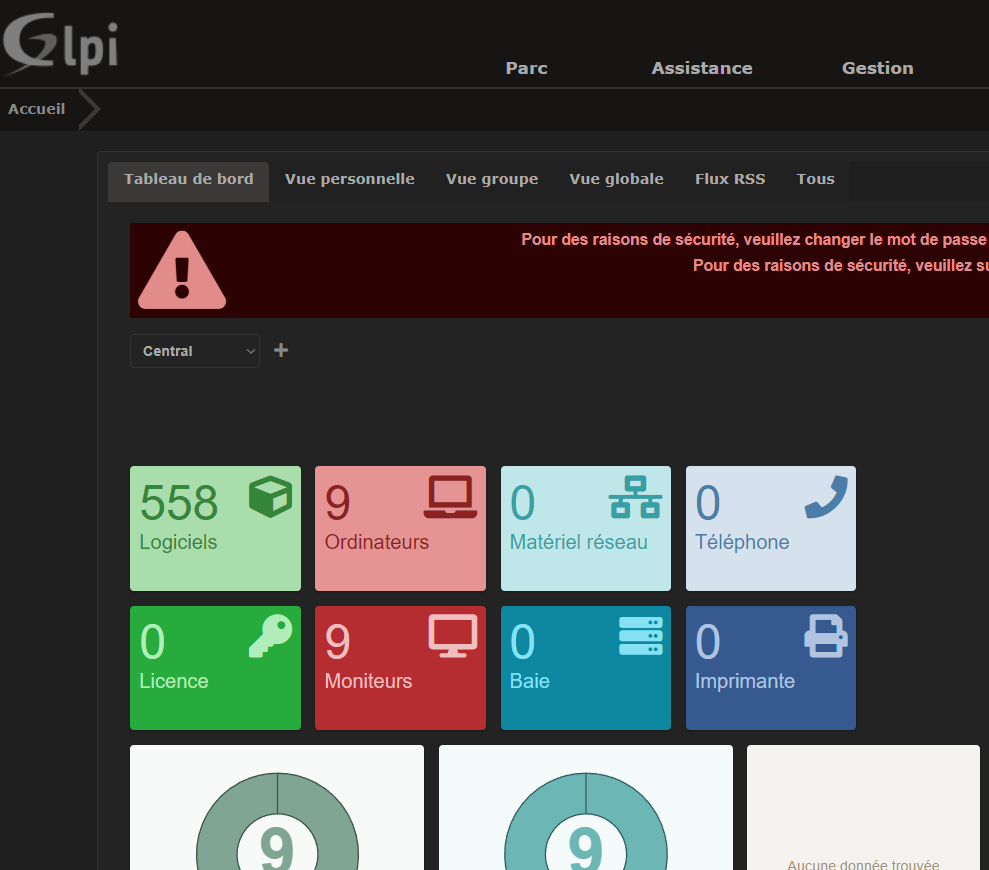 Glpi
Parc Assistance Gestion
Accueil
Tableau de bord Vue personnelle Vue groupe Vue globale Flux RSS Tous
Pour des raisons de sécurité, veuillez changer le mot de passe
Pour des raisons de sécurité, veuillez
Central
558 9 0 0
Logiciels Ordinateurs Matériel réseau Téléphone
0 9 0 0
Licence Moniteurs Baie Imprimante
9 9
Aucune donnée trouvée